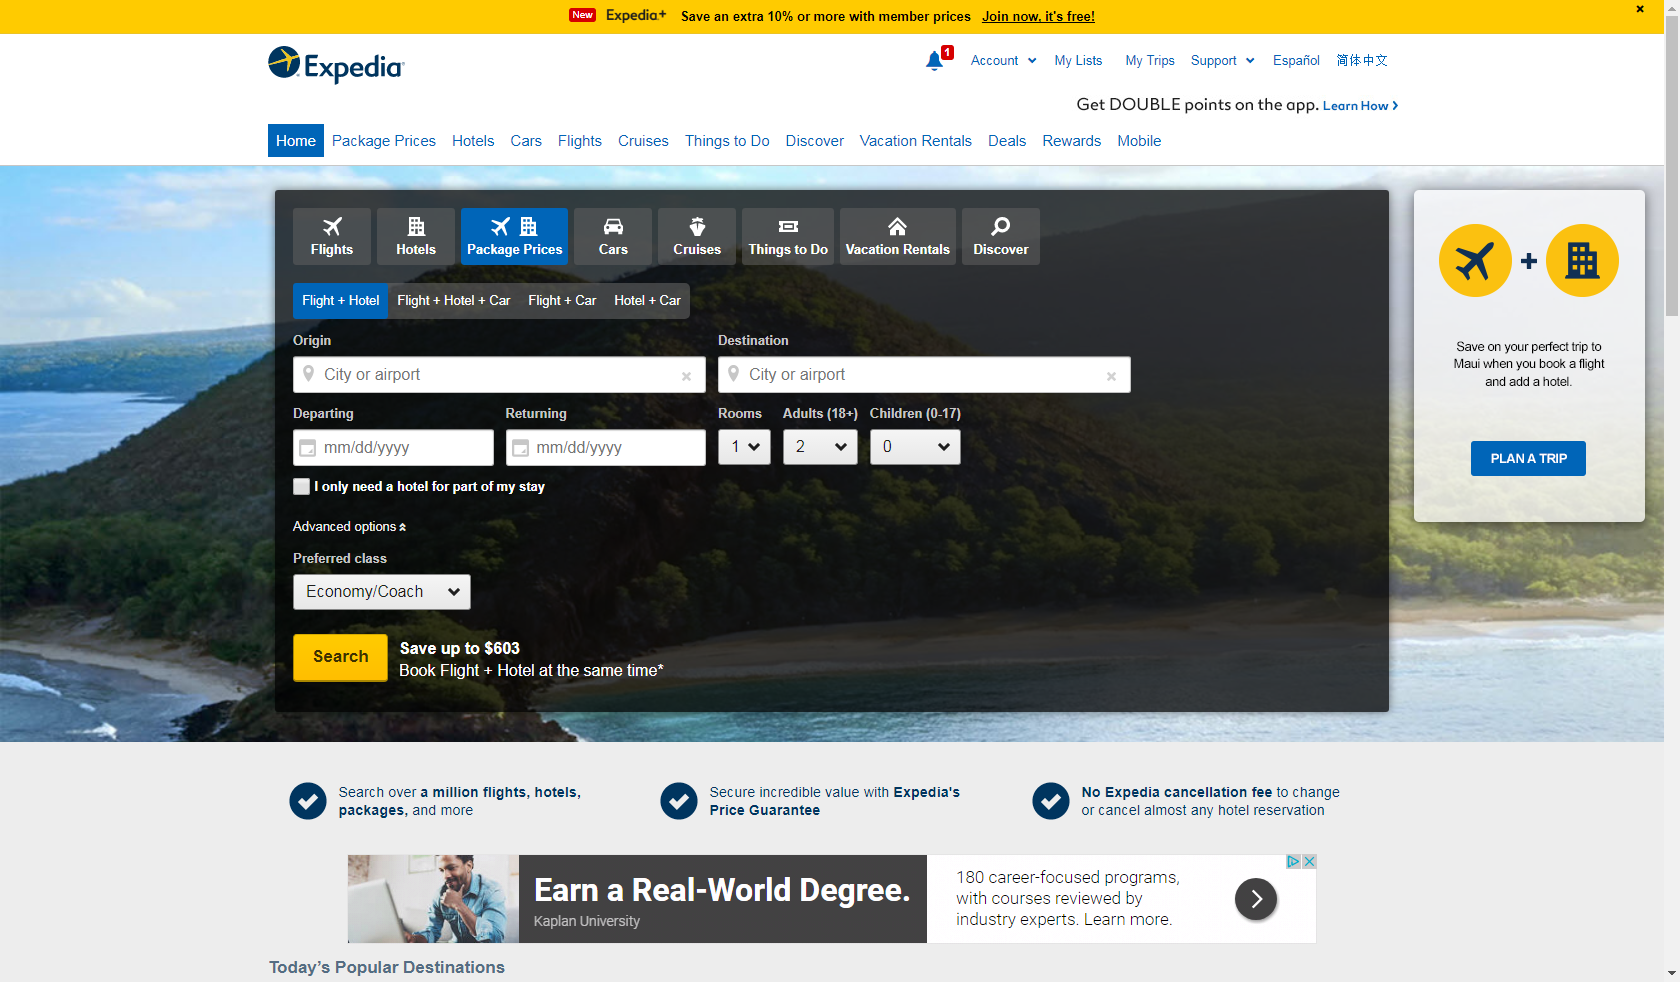 New Expedia+ Save an extra 10% or more with member prices Join now, it's free!
Expedia
1 Account My Lists My Trips Support Español 简体中文
Get DOUBLE points on the app. Learn How
Home Package Prices Hotels Cars Flights Cruises Things to Do Discover Vacation Rentals Deals Rewards Mobile
Flights Hotels Package Prices Cars Cruises Things to Do Vacation Rentals Discover
Flight + Hotel Flight + Hotel + Car Flight + Car Hotel + Car
Origin Destination
City or airport City or airport
Departing Returning Rooms Adults (18+) Children (0-17)
mm/dd/yyyy mm/dd/yyyy 1 2 0
I only need a hotel for part of my stay
Advanced options
Preferred class
Economy/Coach
Search
Save up to $603
Book Flight + Hotel at the same time*
+
Save on your perfect trip to
Maui when you book a flight
and add a hotel.
PLAN A TRIP
Search over a million flights, hotels,
packages, and more
Secure incredible value with Expedia's
Price Guarantee
No Expedia cancellation fee to change
or cancel almost any hotel reservation
Earn a Real-World Degree.
Kaplan University
180 career-focused programs,
with courses reviewed by
industry experts. Learn more.
Today's Popular Destinations